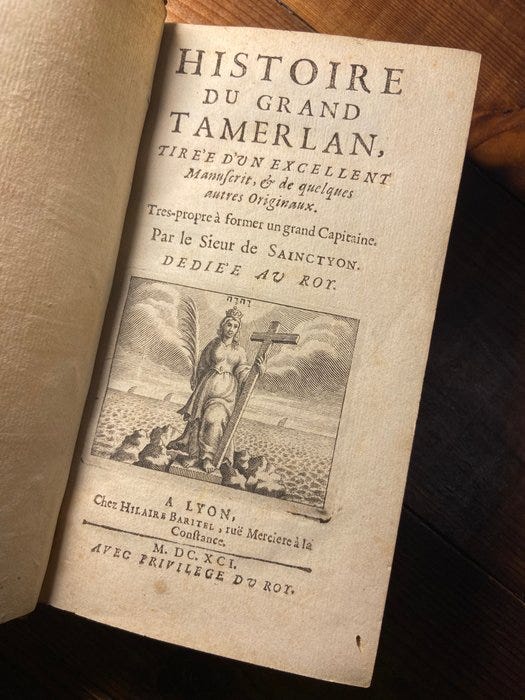 HISTOIRE
DU GRAND
TAMERLAN,
TIRE'E D'UN EXCELLENT
Manuſcrit, & de quelques
autres Originaux.
Tres-propre à former un grand Capitaine.
Par le Sieur de SAINCTYON.
DEDIE'E AU ROY.
יהוה
A LYON,
Chez HILAIRE BARITEL, ruë Merciere à la
Conſtance.
M. DC. XCI.
AVEC PRIVILEGE DU ROY.